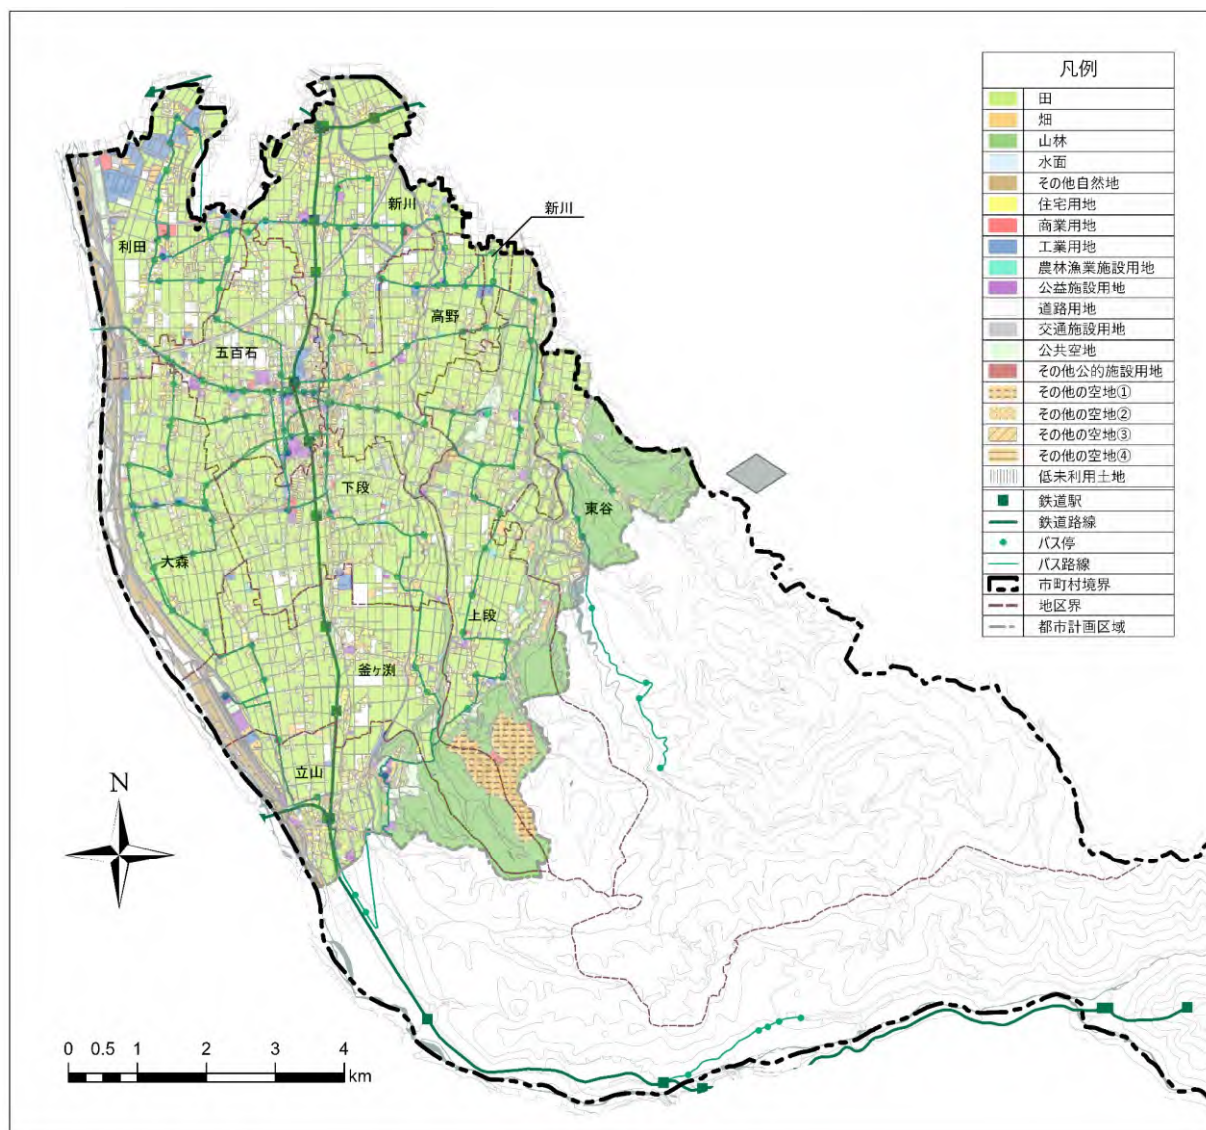 凡例
田
畑
山林
水面
その他自然地
住宅用地
商業用地
工業用地
農林漁業施設用地
公益施設用地
道路用地
交通施設用地
公共空地
その他公的施設用地
その他の空地①
その他の空地②
その他の空地③
その他の空地④
低未利用土地
鉄道駅
鉄道路線
バス停
バス路線
市町村境界
地区界
都市計画区域
新川
新川
利田
高野
五百石
下段
東谷
大森
上段
釜ヶ渕
立山
N
0 0.5 1 2 3 4
km